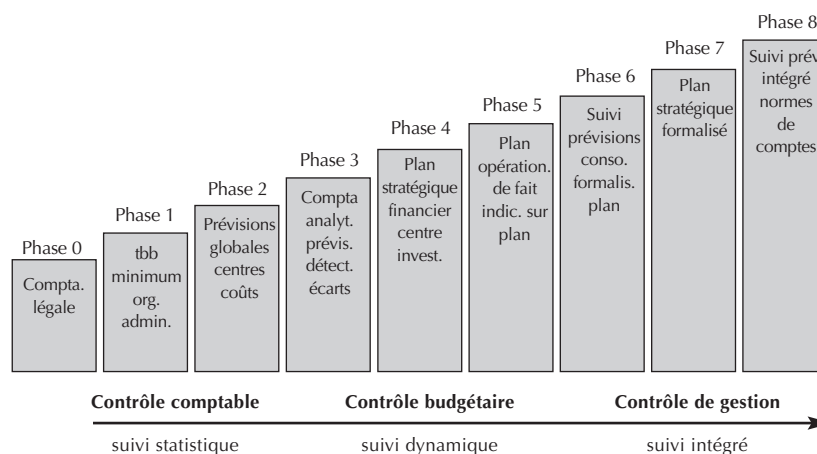 Phase 0
Compta.
légale
Phase 1
tbb
minimum
org.
admin.
Phase 2
Prévisions
globales
centres
coûts
Phase 3
Compta
analyt.
prévis.
détect.
écarts
Phase 4
Plan
stratégique
financier
centre
invest.
Phase 5
Plan
opération.
de fait
indic. sur
plan
Phase 6
Suivi
prévisions
conso.
formalis.
plan
Phase 7
Plan
stratégique
formalisé
Phase 8
Suivi prév
intégré
normes
de
comptes
Contrôle comptable
Contrôle budgétaire
Contrôle de gestion
suivi statistique
suivi dynamique
suivi intégré